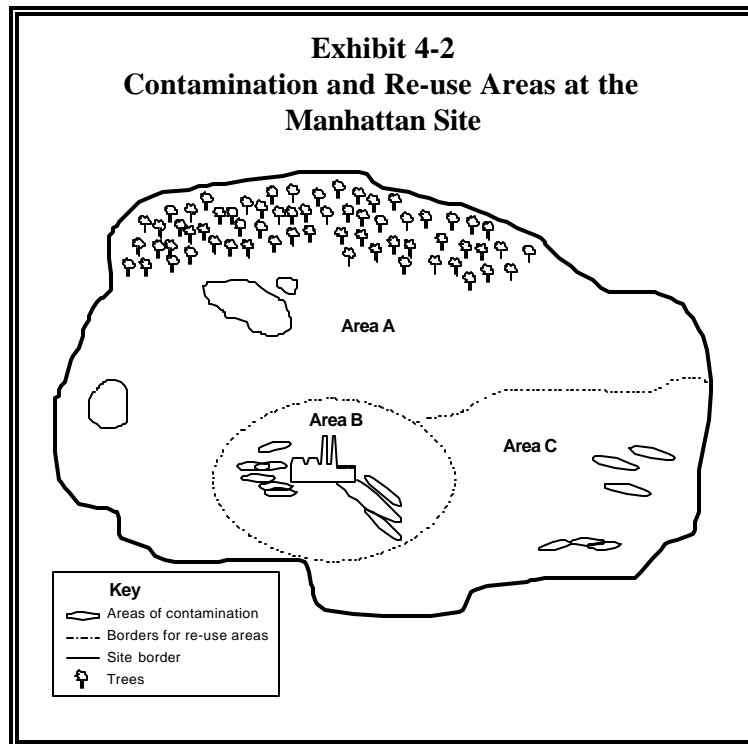 Exhibit 4-2
Contamination and Re-use Areas at the
Manhattan Site
Area A
Area B
Area C
Key
Areas of contamination
Borders for re-use areas
Site border
Trees